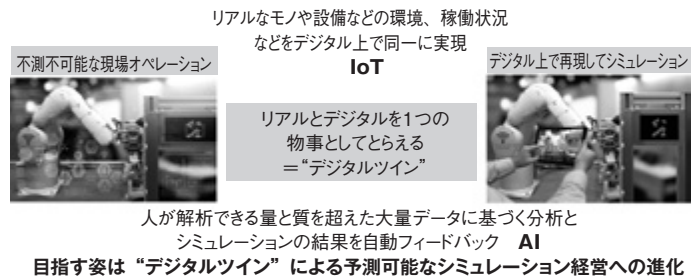 リアルなモノや設備などの環境、稼働状況
などをデジタル上で同一に実現
IoT
不測不可能な現場オペレーション
デジタル上で再現してシミュレーション
リアルとデジタルを1つの
物事としてとらえる
＝“デジタルツイン”
人が解析できる量と質を超えた大量データに基づく分析と
シミュレーションの結果を自動フィードバック　AI
目指す姿は“デジタルツイン”による予測可能なシミュレーション経営への進化